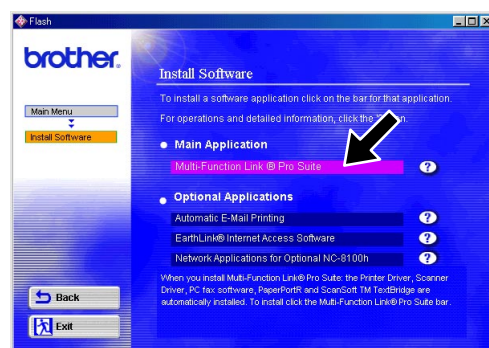 Flash
brother.
Install Software
To install a software application click on the bar for that application.
For operations and detailed information, click the "?"
Main Menu
Install Software
Main Application
Multi-Function Link ® Pro Suite
?
Optional Applications
Automatic E-Mail Printing
?
EarthLink® Internet Access Software
?
Network Applications for Optional NC-8100h
?
When you install Multi-Function Link® Pro Suite: the Printer Driver, Scanner
Driver, PC fax software, PaperPortR and ScanSoft TM TextBridge are
automatically installed. To install click the Multi-Function Link® Pro Suite bar.
Back
Exit